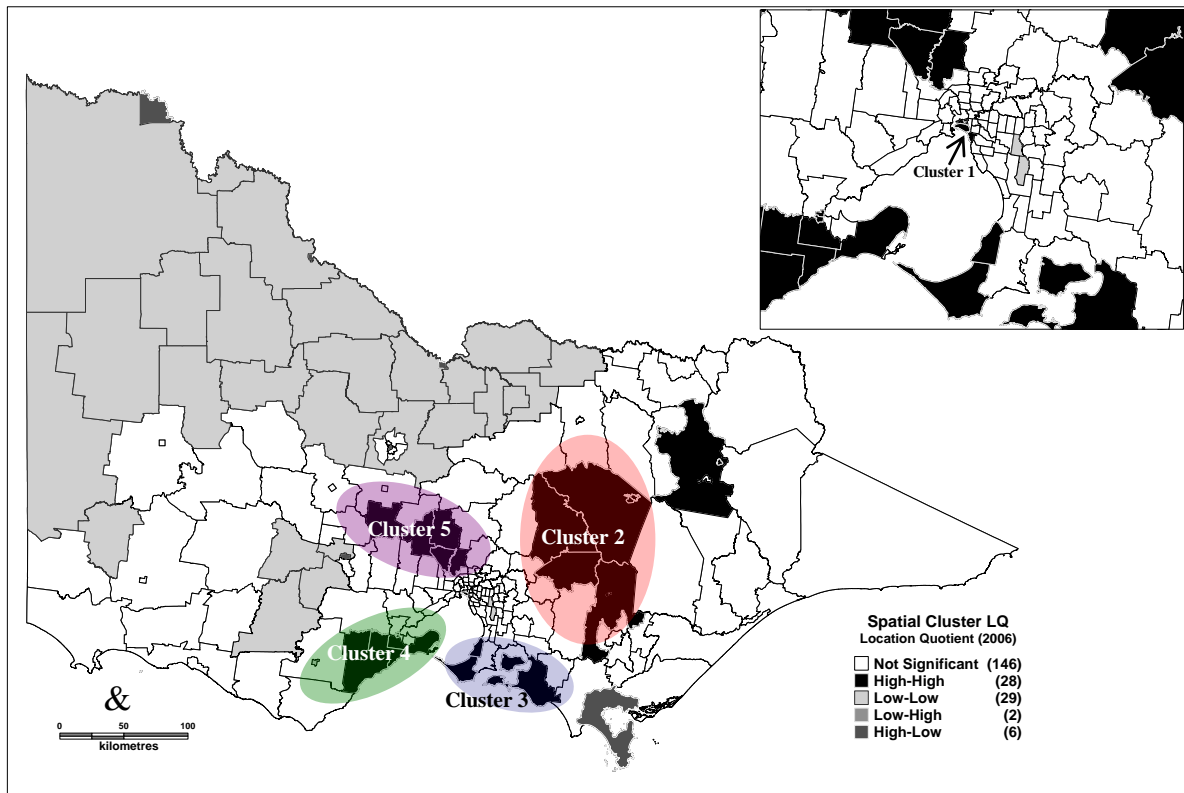 Cluster 1
Cluster 5
Cluster 2
Cluster 4
Cluster 3
&
0 50 100
kilometres
Spatial Cluster LQ
Location Quotient (2006)
Not Significant (146)
High-High (28)
Low-Low (29)
Low-High (2)
High-Low (6)